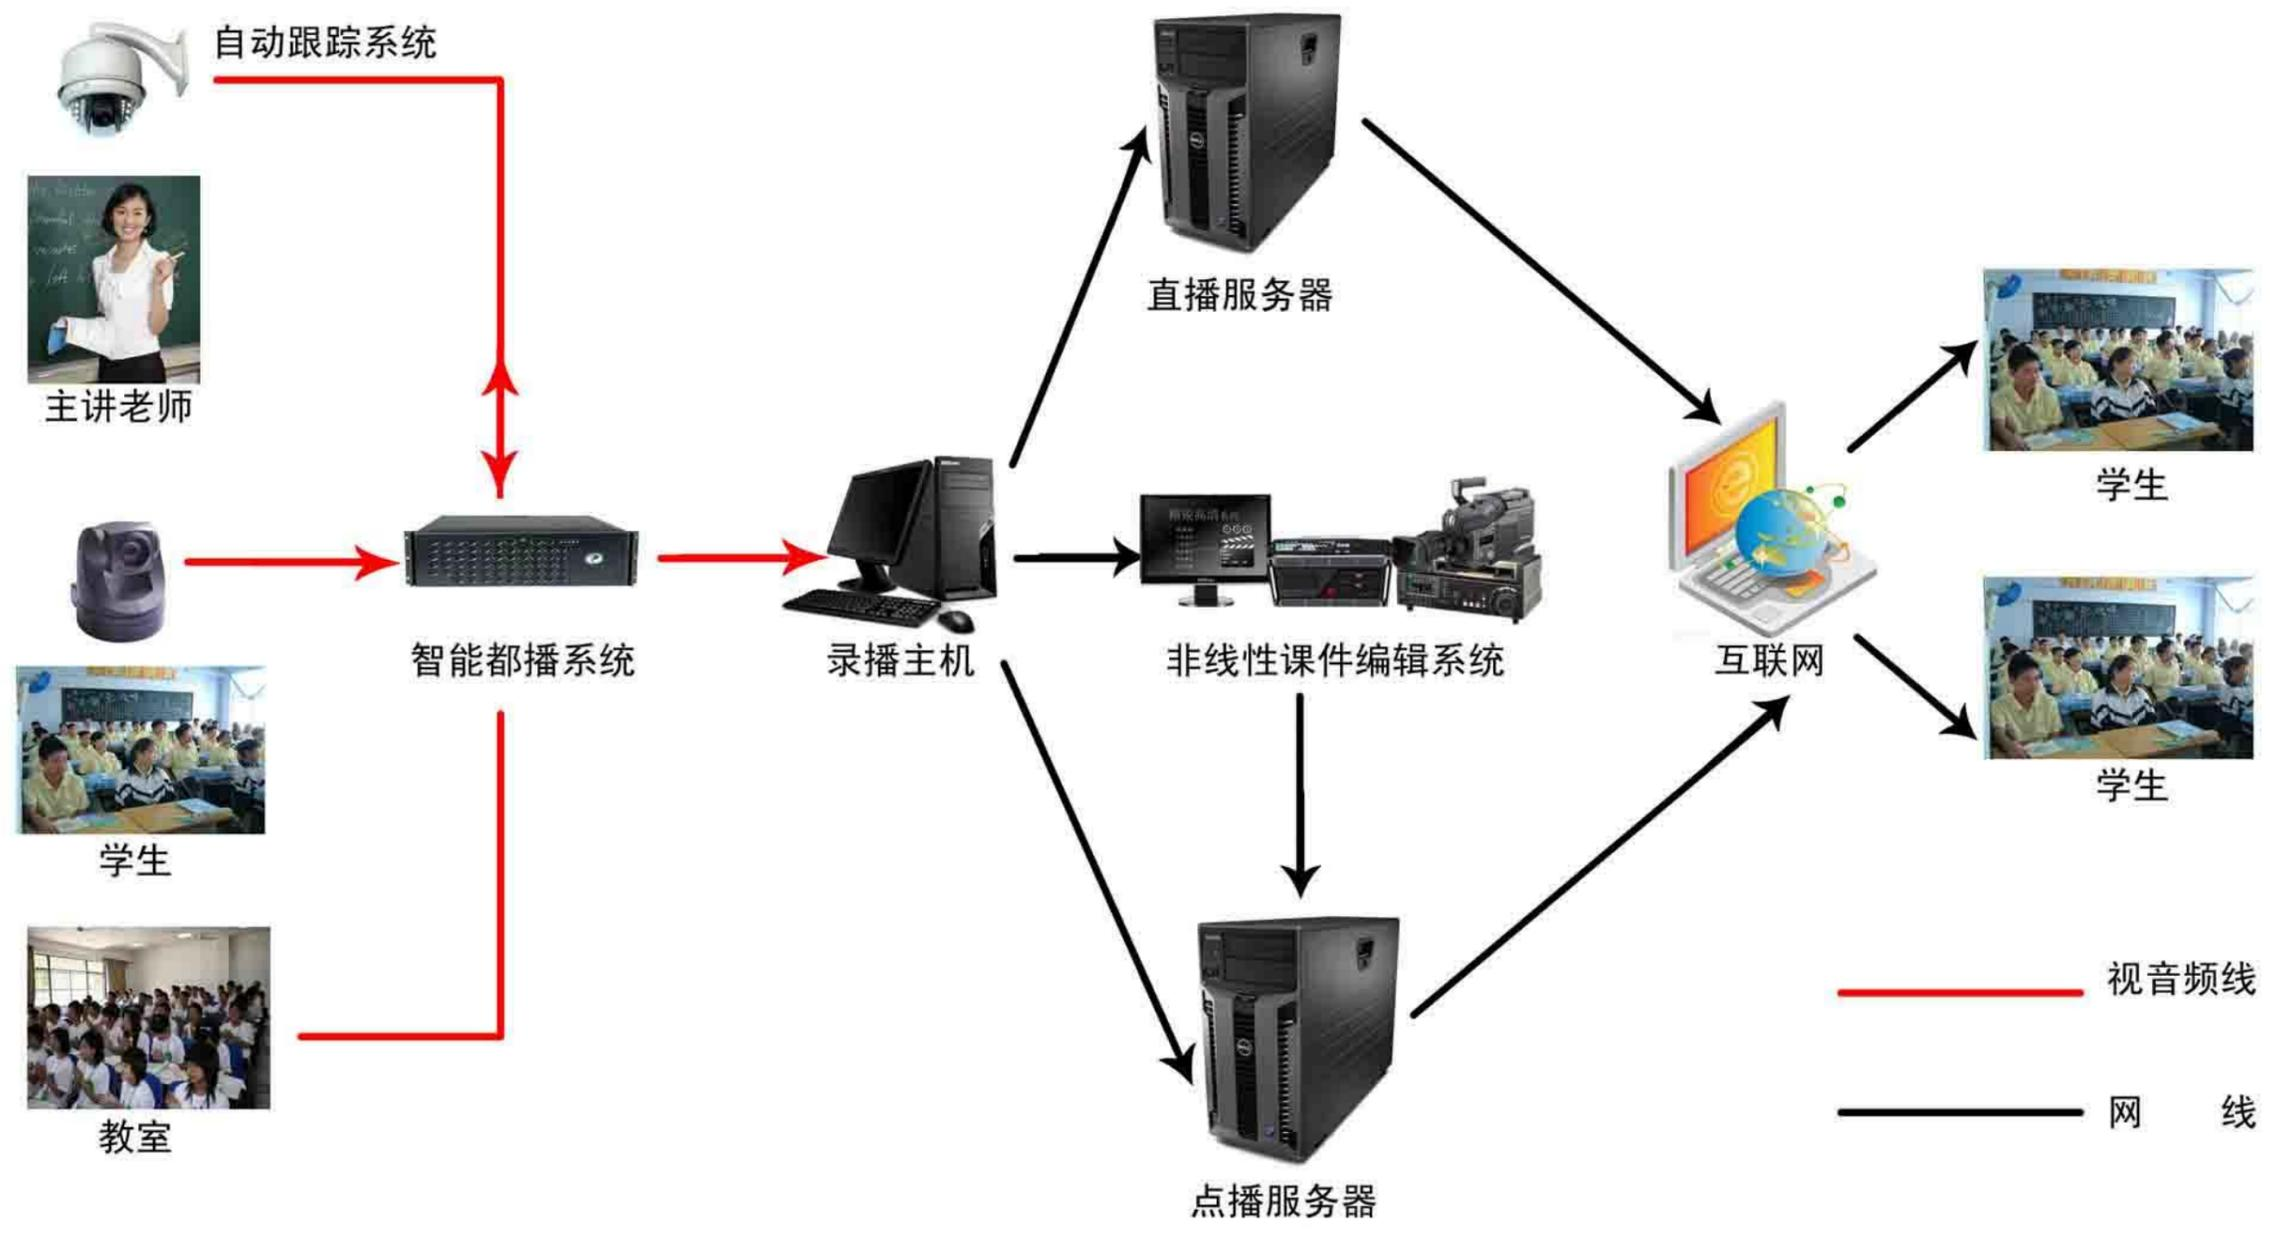 自动跟踪系统
主讲老师
学生
教室
智能都播系统
录播主机
直播服务器
非线性课件编辑系统
点播服务器
互联网
学生
学生
视音频线
网 线